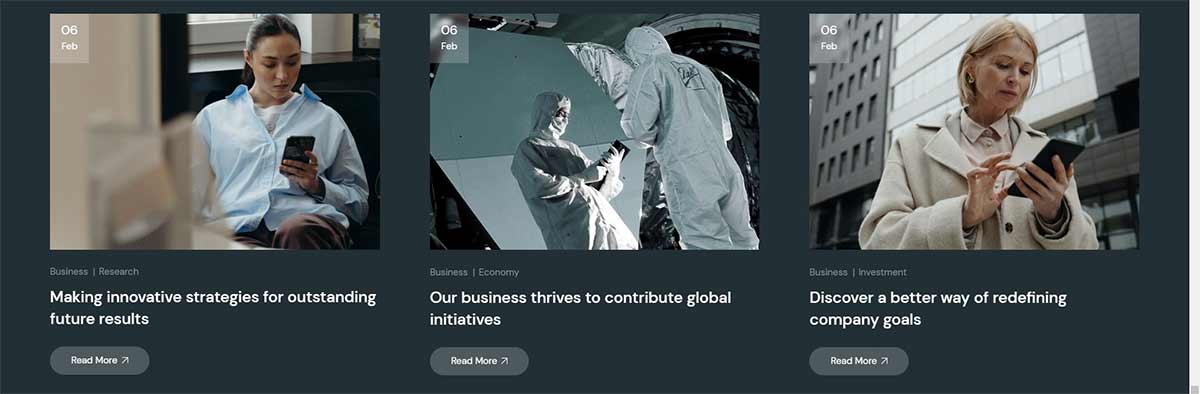 06
Feb
Business | Research
Making innovative strategies for outstanding
future results
Read More
06
Feb
Business | Economy
Our business thrives to contribute global
initiatives
Read More
06
Feb
Business | Investment
Discover a better way of redefining
company goals
Read More